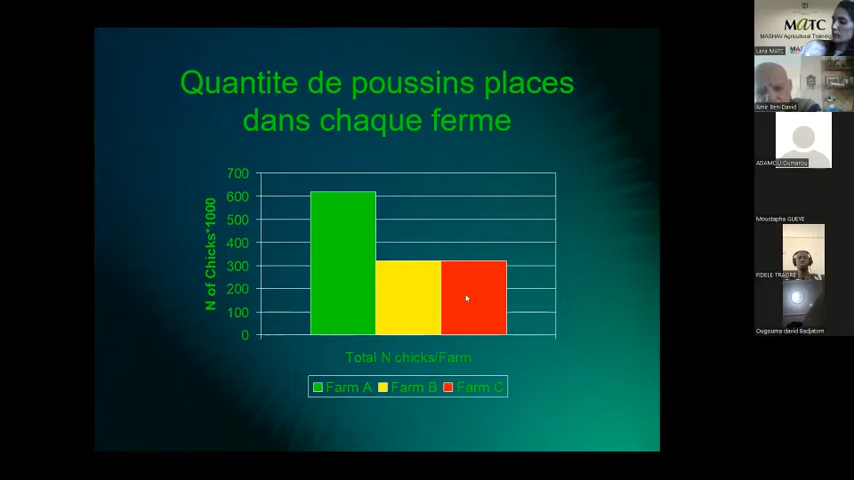 Quantite de poussins places
dans chaque ferme
700
600
500
400
300
200
100
0
N of Chicks*1000
Total N chicks/Farm
Farm A Farm B Farm C
MATC
MASHAV Agricultural Training
Lana MATC
Amir Ben-David
ADAMOU Oumarou
Moustapha GUEYE
FIDELE TRAORE
Ougouma david Badjatom